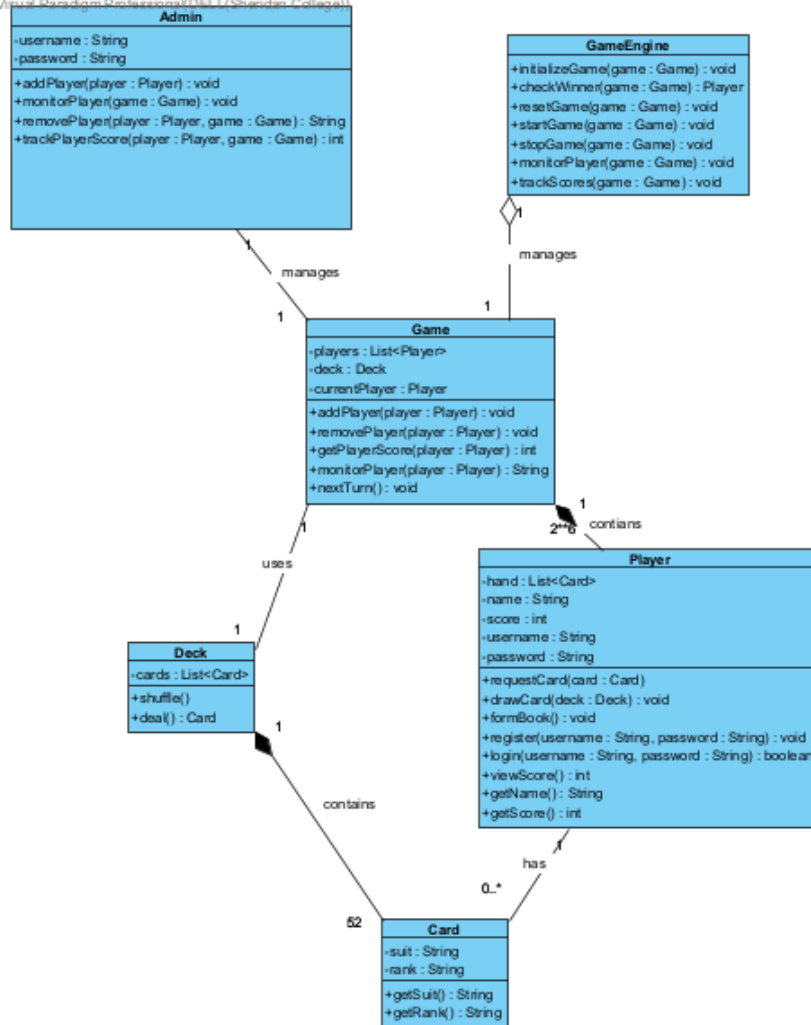 Visual Paradigm Professional(DELL(Sheridan College))
Admin
-username : String
-password : String
+addPlayer(player : Player) : void
+monitorPlayer(game : Game) : void
+removePlayer(player : Player, game : Game) : String
+trackPlayerScore(player : Player, game : Game) : int
GameEngine
+initializeGame(game : Game) : void
+checkWinner(game : Game) : Player
+resetGame(game : Game) : void
+startGame(game : Game) : void
+stopGame(game : Game) : void
+monitorPlayer(game : Game) : void
+trackScores(game : Game) : void
1
manages
1
1
manages
1
Game
-players : List<Player>
-deck : Deck
-currentPlayer : Player
+addPlayer(player : Player) : void
+removePlayer(player : Player) : void
+getPlayerScore(player : Player) : int
+monitorPlayer(player : Player) : String
+nextTurn() : void
1
uses
1
1
2**6
contians
Deck
-cards : List<Card>
+shuffle()
+deal() : Card
Player
-hand : List<Card>
-name : String
-score : int
-username : String
-password : String
+requestCard(card : Card)
+drawCard(deck : Deck) : void
+formBook() : void
+register(username : String, password : String) : void
+login(username : String, password : String) : boolean
+viewScore() : int
+getName() : String
+getScore() : int
1
contains
52
1
has
0..*
Card
-suit : String
-rank : String
+getSuit() : String
+getRank() : String